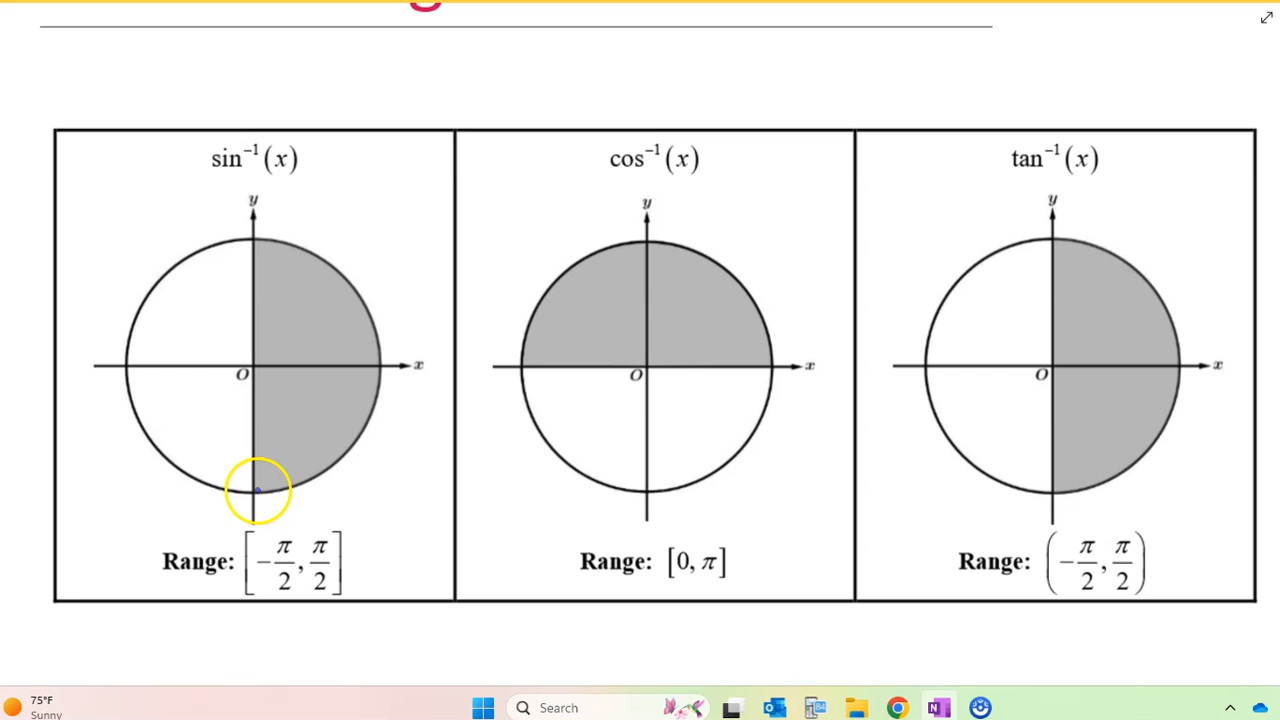 sin⁻¹(x)
cos⁻¹(x)
tan⁻¹(x)
y
y
y
x
x
x
O
O
O
Range: [-π/2, π/2]
Range: [0, π]
Range: (-π/2, π/2)
75°F
Sunny
Search